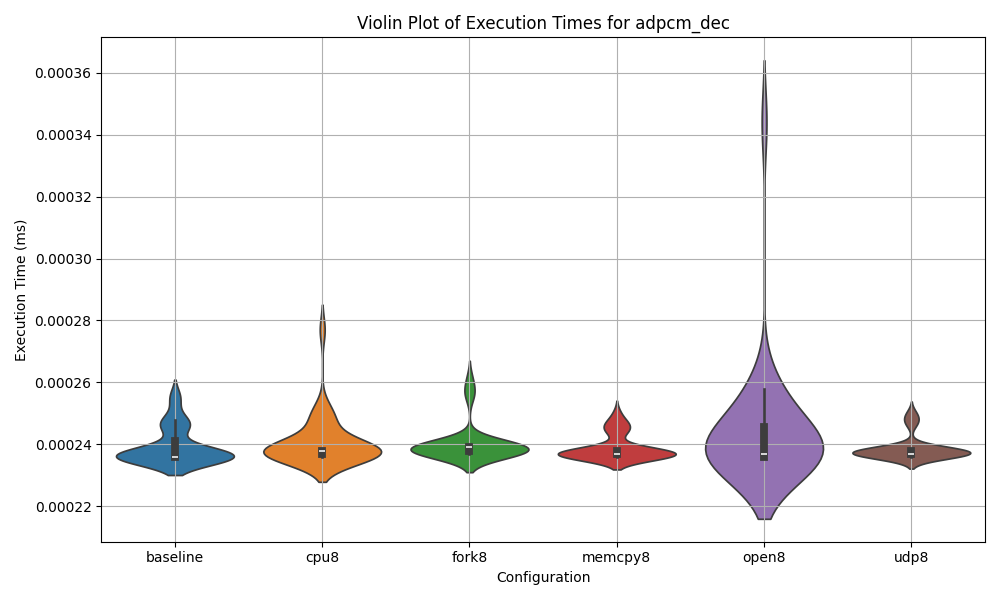 Violin Plot of Execution Times for adpcm_dec
0.00036
0.00034
0.00032
0.00030
0.00028
0.00026
0.00024
0.00022
Execution Time (ms)
baseline cpu8 fork8 memcpy8 open8 udp8
Configuration